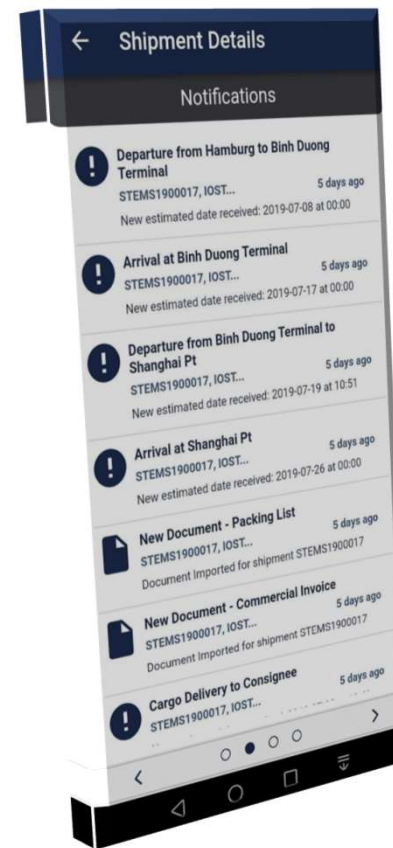 Shipment Details
Notifications
Departure from Hamburg to Binh Duong
Terminal
STEMS1900017, IOST... 5 days ago
New estimated date received: 2019-07-08 at 00:00
Arrival at Binh Duong Terminal
STEMS1900017, IOST... 5 days ago
New estimated date received: 2019-07-17 at 00:00
Departure from Binh Duong Terminal to
Shanghai Pt
STEMS1900017, IOST... 5 days ago
New estimated date received: 2019-07-19 at 10:51
Arrival at Shanghai Pt
STEMS1900017, IOST... 5 days ago
New estimated date received: 2019-07-26 at 00:00
New Document - Packing List
STEMS1900017, IOST... 5 days ago
Document Imported for shipment STEMS1900017
New Document - Commercial Invoice
STEMS1900017, IOST... 5 days ago
Document Imported for shipment STEMS1900017
Cargo Delivery to Consignee
STEMS1900017, IOST... 5 days ago